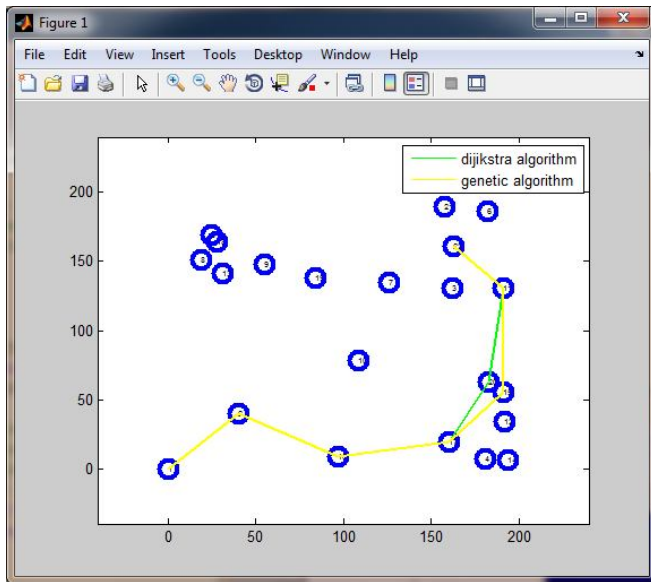 Figure 1
File Edit View Insert Tools Desktop Window Help
dijikstra algorithm
genetic algorithm
200
150
100
50
0
0 50 100 150 200